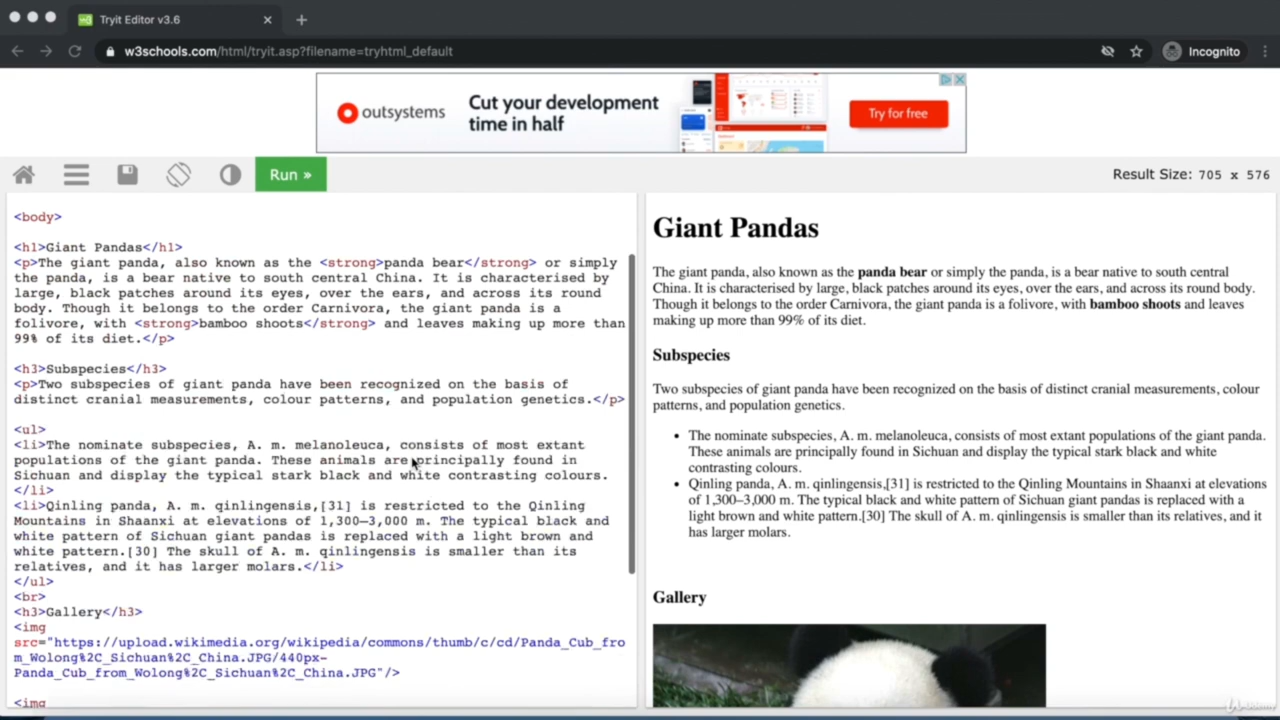 Tryit Editor v3.6
w3schools.com/html/tryit.asp?filename=tryhtml_default
Incognito
outsystems
Cut your development
time in half
Try for free
Run »
Result Size: 705 x 576
<body>
<h1>Giant Pandas</h1>
<p>The giant panda, also known as the <strong>panda bear</strong> or simply
the panda, is a bear native to south central China. It is characterised by
large, black patches around its eyes, over the ears, and across its round
body. Though it belongs to the order Carnivora, the giant panda is a
folivore, with <strong>bamboo shoots</strong> and leaves making up more than
99% of its diet.</p>
<h3>Subspecies</h3>
<p>Two subspecies of giant panda have been recognized on the basis of
distinct cranial measurements, colour patterns, and population genetics.</p>
<ul>
<li>The nominate subspecies, A. m. melanoleuca, consists of most extant
populations of the giant panda. These animals are principally found in
Sichuan and display the typical stark black and white contrasting colours.
</li>
<li>Qinling panda, A. m. qinlingensis,[31] is restricted to the Qinling
Mountains in Shaanxi at elevations of 1,300–3,000 m. The typical black and
white pattern of Sichuan giant pandas is replaced with a light brown and
white pattern.[30] The skull of A. m. qinlingensis is smaller than its
relatives, and it has larger molars.</li>
</ul>
<br>
<h3>Gallery</h3>
<img
src="https://upload.wikimedia.org/wikipedia/commons/thumb/c/cd/Panda_Cub_fro
m_Wolong%2C_Sichuan%2C_China.JPG/440px-
Panda_Cub_from_Wolong%2C_Sichuan%2C_China.JPG"/>
<img
Giant Pandas
The giant panda, also known as the panda bear or simply the panda, is a bear native to south central
China. It is characterised by large, black patches around its eyes, over the ears, and across its round body.
Though it belongs to the order Carnivora, the giant panda is a folivore, with bamboo shoots and leaves
making up more than 99% of its diet.
Subspecies
Two subspecies of giant panda have been recognized on the basis of distinct cranial measurements, colour
patterns, and population genetics.
• The nominate subspecies, A. m. melanoleuca, consists of most extant populations of the giant panda.
These animals are principally found in Sichuan and display the typical stark black and white
contrasting colours.
• Qinling panda, A. m. qinlingensis,[31] is restricted to the Qinling Mountains in Shaanxi at elevations
of 1,300–3,000 m. The typical black and white pattern of Sichuan giant pandas is replaced with a
light brown and white pattern.[30] The skull of A. m. qinlingensis is smaller than its relatives, and it
has larger molars.
Gallery
Udemy